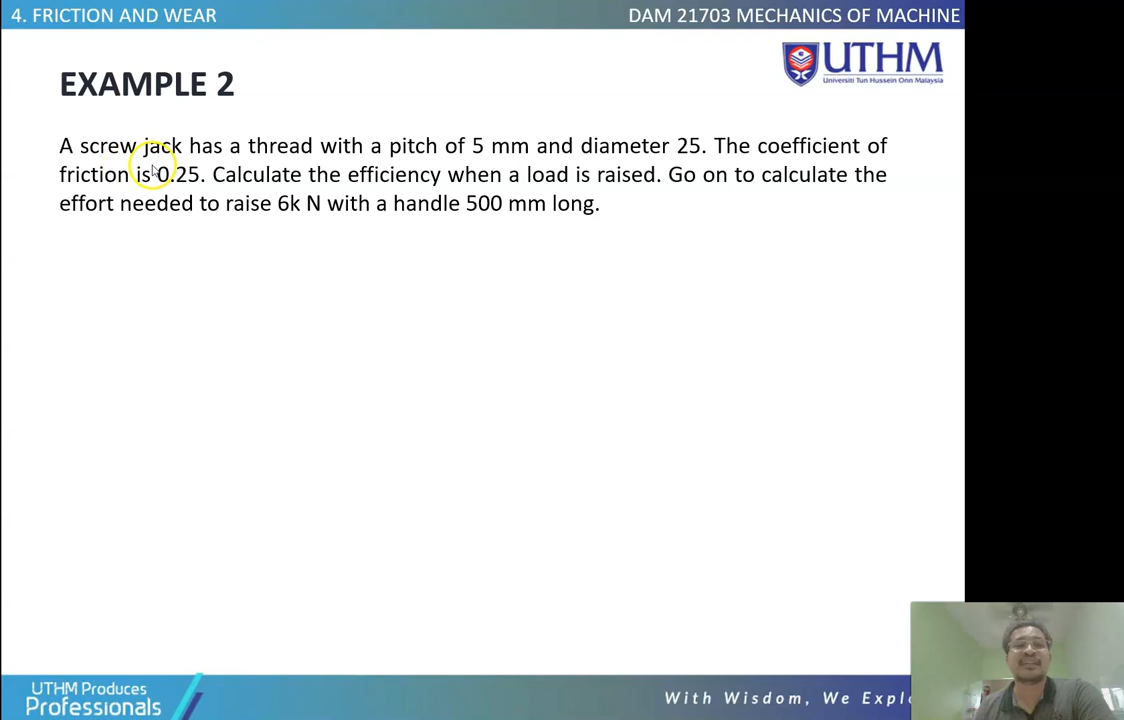 4. FRICTION AND WEAR
DAM 21703 MECHANICS OF MACHINE
UTHM
Universiti Tun Hussein Onn Malaysia
EXAMPLE 2
A screw jack has a thread with a pitch of 5 mm and diameter 25. The coefficient of
friction is 0.25. Calculate the efficiency when a load is raised. Go on to calculate the
effort needed to raise 6k N with a handle 500 mm long.
UTHM Produces
Professionals
With Wisdom, We Explo